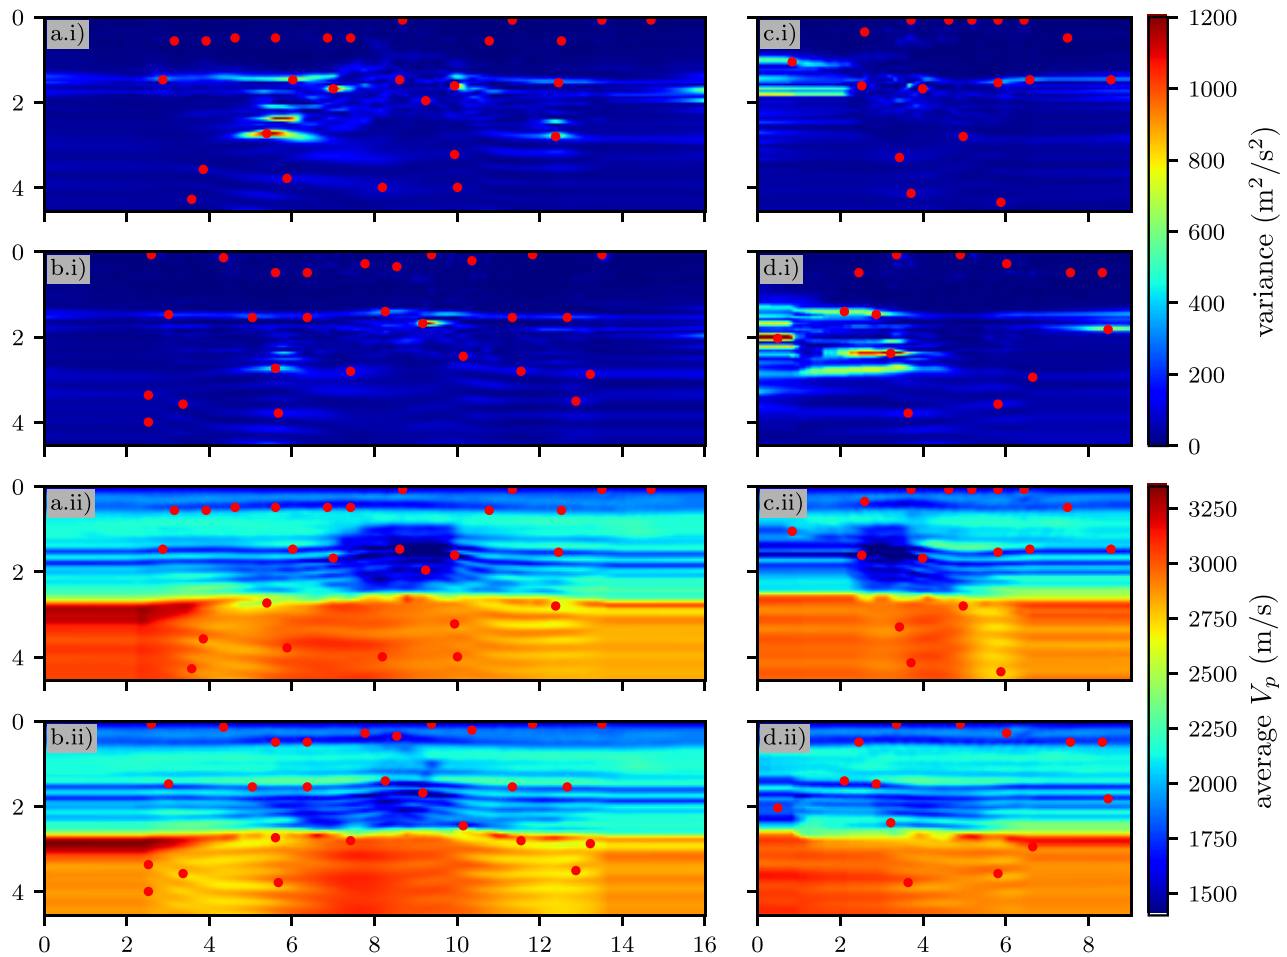 a.i)
0
2
4
c.i)
1200
1000
800
600
400
200
0
variance (m²/s²)
b.i)
0
2
4
d.i)
a.ii)
0
2
4
c.ii)
3250
3000
2750
2500
2250
2000
1750
1500
average Vₚ (m/s)
b.ii)
0
2
4
d.ii)
0 2 4 6 8 10 12 14 16
0 2 4 6 8